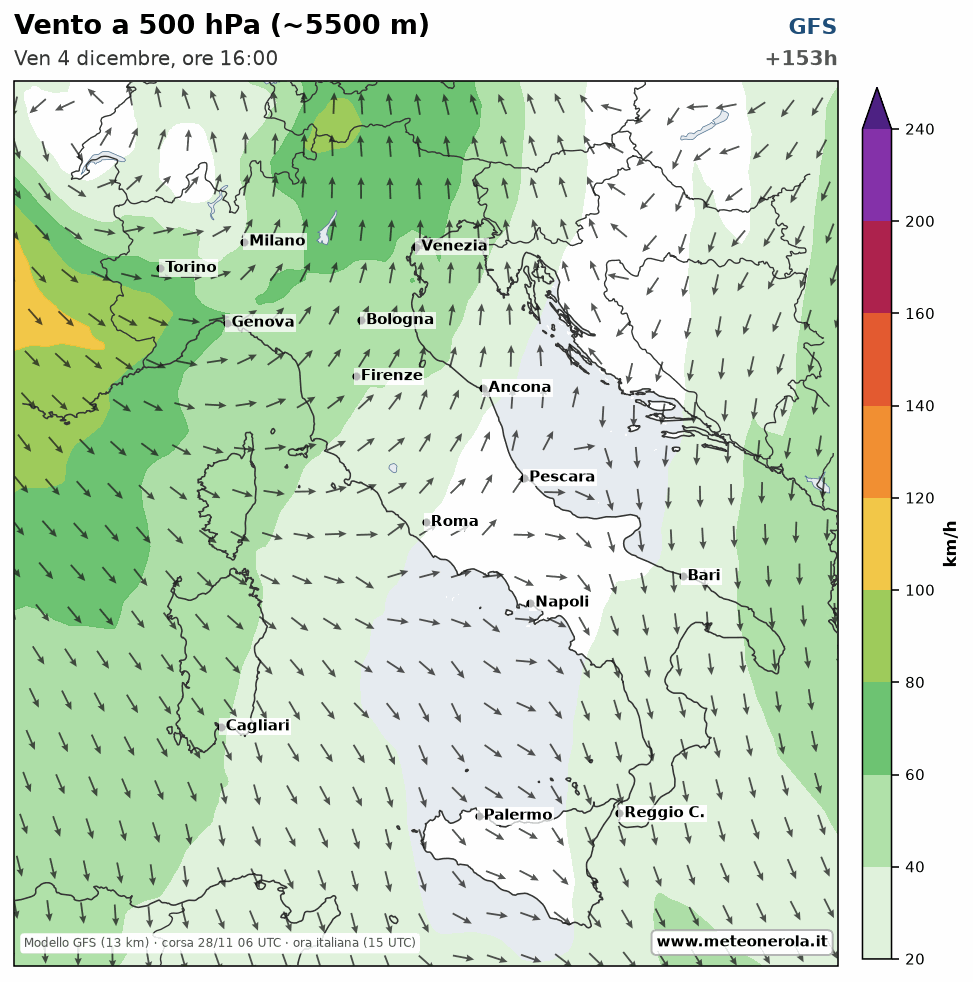 Vento a 500 hPa (~5500 m)
GFS
Ven 4 dicembre, ore 16:00
+153h
Milano
Venezia
Torino
Genova
Bologna
Firenze
Ancona
Pescara
Roma
Bari
Napoli
Cagliari
Palermo
Reggio C.
240
220
200
160
140
120
100
80
60
40
20
km/h
Modello GFS (13 km) · corsa 28/11 06 UTC · ora italiana (15 UTC)
www.meteonerola.it